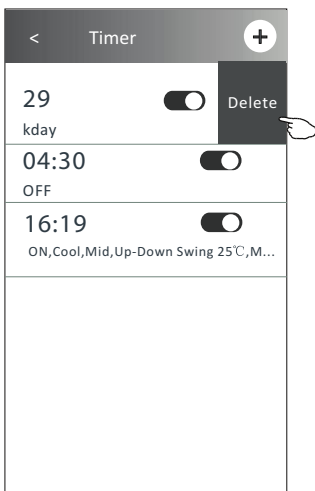 < Timer +
29
kday
Delete
04:30
OFF
16:19
ON,Cool,Mid,Up-Down Swing 25℃,M...